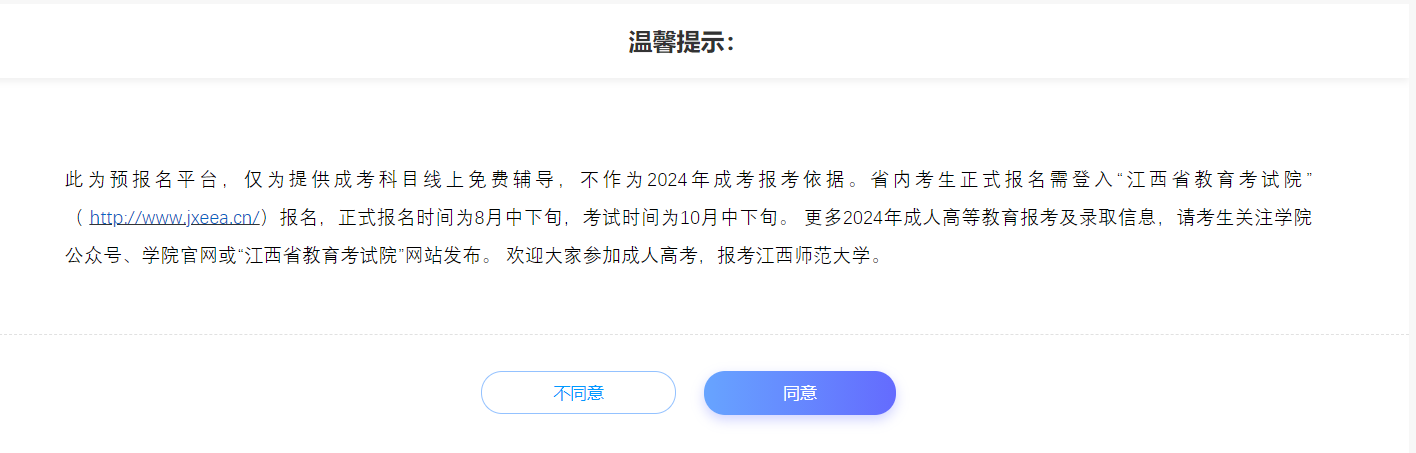 温馨提示：
此为预报名平台，仅为提供成考科目线上免费辅导，不作为2024年成考报考依据。省内考生正式报名需登入“江西省教育考试院”
（ http://www.jxeea.cn/）报名，正式报名时间为8月中下旬，考试时间为10月中下旬。 更多2024年成人高等教育报考及录取信息，请考生关注学院
公众号、学院官网或“江西省教育考试院”网站发布。 欢迎大家参加成人高考，报考江西师范大学。
不同意
同意